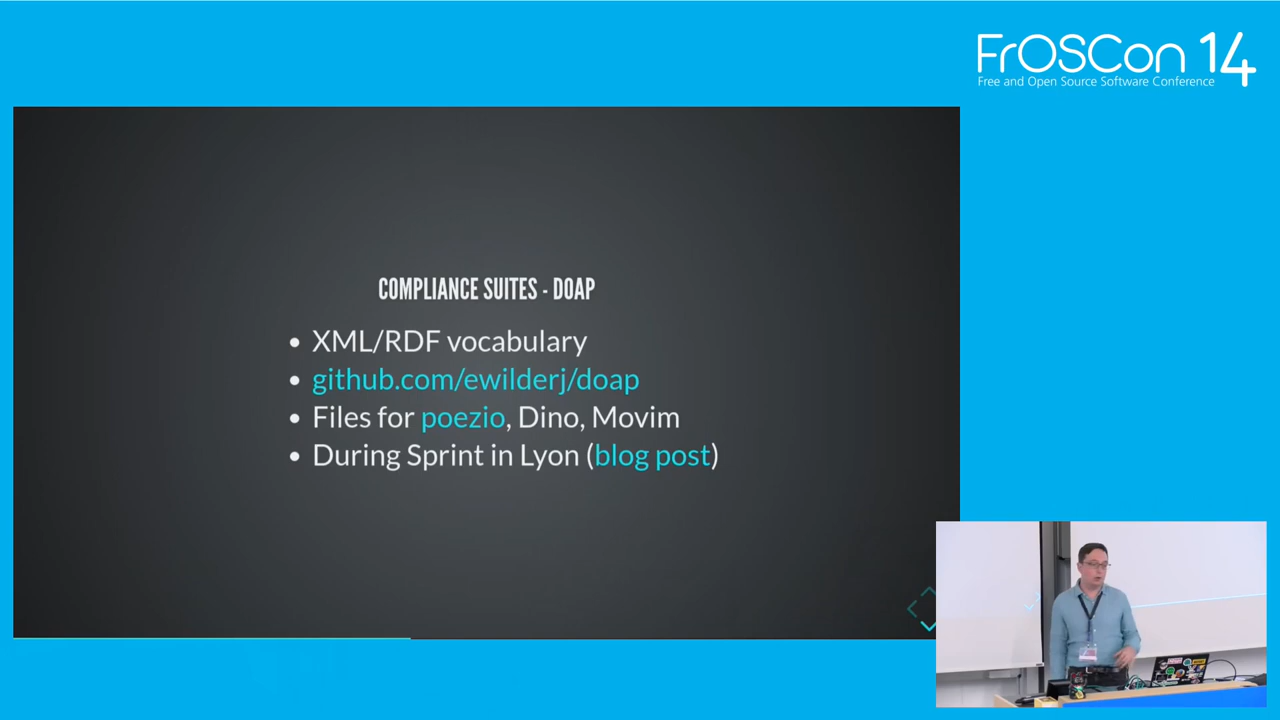 FrOSCon 14
Free and Open Source Software Conference
COMPLIANCE SUITES - DOAP
• XML/RDF vocabulary
• github.com/ewilderj/doap
• Files for poezio, Dino, Movim
• During Sprint in Lyon (blog post)